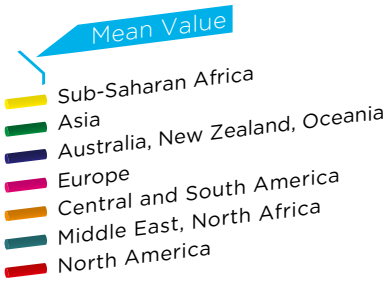 Mean Value
Sub-Saharan Africa
Asia
Australia, New Zealand, Oceania
Europe
Central and South America
Middle East, North Africa
North America